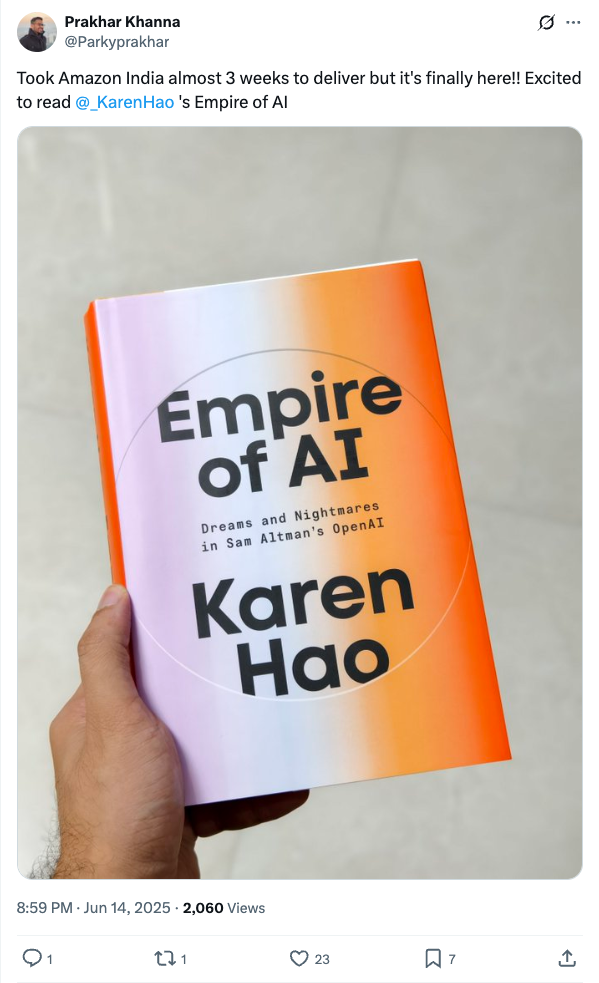 Prakhar Khanna
@Parkyprakhar
Took Amazon India almost 3 weeks to deliver but it's finally here!! Excited
to read @_KarenHao 's Empire of AI
Empire
of AI
Dreams and Nightmares
in Sam Altman's OpenAI
Karen
Hao
8:59 PM · Jun 14, 2025 · 2,060 Views
1
1
23
7